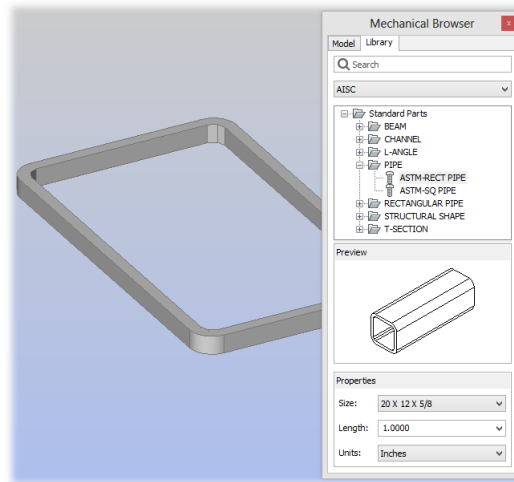 Mechanical Browser
x
Model Library
Search
AISC
Standard Parts
BEAM
CHANNEL
L-ANGLE
PIPE
ASTM-RECT PIPE
ASTM-SQ PIPE
RECTANGULAR PIPE
STRUCTURAL SHAPE
T-SECTION
Preview
Properties
Size: 20 X 12 X 5/8
Length: 1.0000
Units: Inches